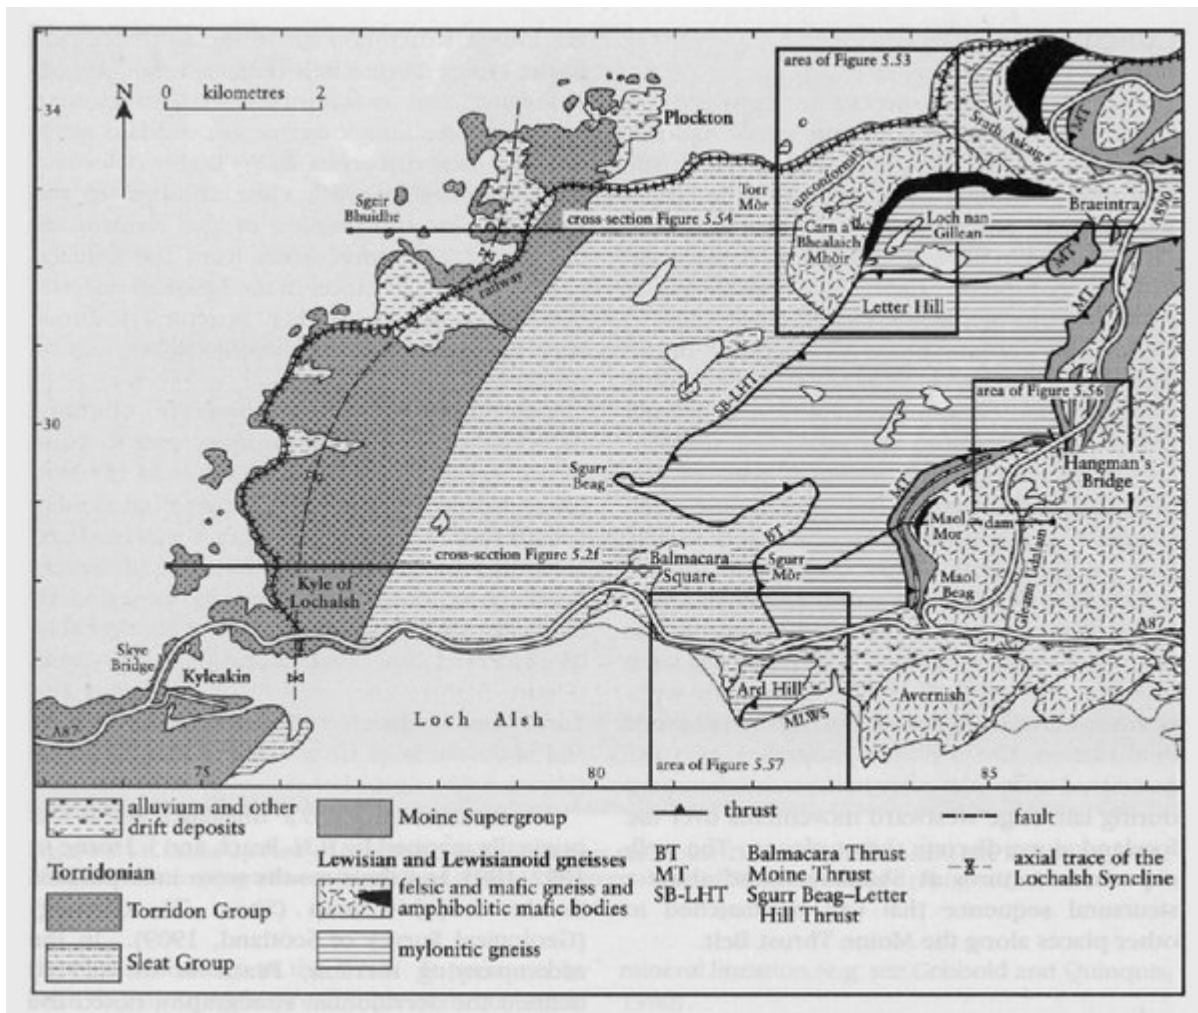 area of Figure 5.53
N 0 kilometres 2
34
Plockton
South Ascaig
MT
unconformity
Torr
Mòr
Sgeir
Bhuidhe
cross-section Figure 5.54
Braeintra
A890
Loch nan
Gillean
Carn a'
Bhealaich
Mhòir
MT
railway
Letter Hill
MT
SB-LHT
area of Figure 5.56
30
Sgurr
Beag
Hangman's
Bridge
MT
Maol
Mor
dam
BT
cross-section Figure 5.2f
Balmacara
Square
Sgurr
Mòr
Kyle of
Lochalsh
Maol
Beag
Gleann Udalain
A87
Skye
Bridge
Kyleakin
Ard Hill
Avernish
MLWS
Loch Alsh
A87
75
80
85
area of Figure 5.57
alluvium and other
drift deposits
Torridonian
Torridon Group
Sleat Group
Moine Supergroup
Lewisian and Lewisianoid gneisses
felsic and mafic gneiss and
amphibolitic mafic bodies
mylonitic gneiss
thrust
fault
BT Balmacara Thrust
MT Moine Thrust
SB-LHT Sgurr Beag–Letter
Hill Thrust
axial trace of the
Lochalsh Syncline